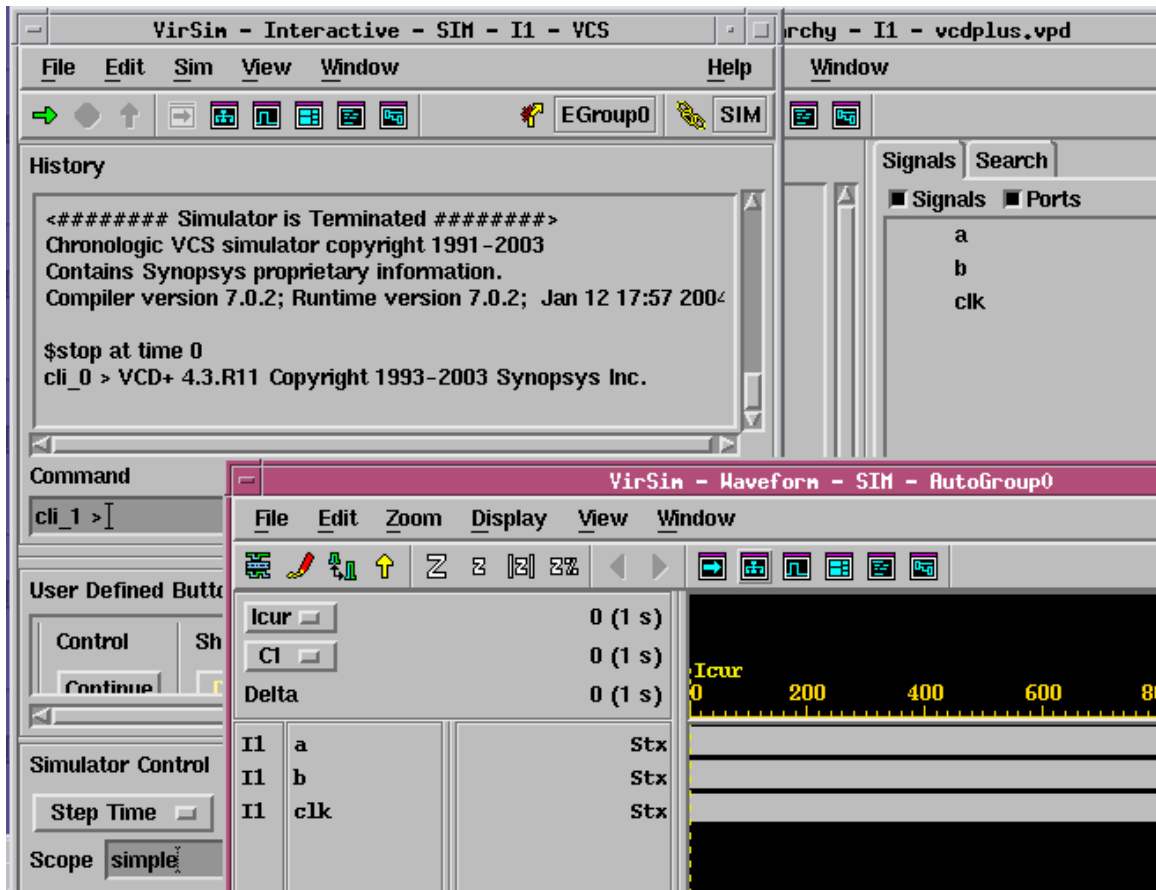 VirSim - Interactive - SIM - I1 - VCS
File Edit Sim View Window Help
EGroup0 SIM
History
<######## Simulator is Terminated ########>
Chronologic VCS simulator copyright 1991-2003
Contains Synopsys proprietary information.
Compiler version 7.0.2; Runtime version 7.0.2; Jan 12 17:57 2004
$stop at time 0
cli_0 > VCD+ 4.3.R11 Copyright 1993-2003 Synopsys Inc.
Command
cli_1 >
User Defined Butto
Control Sh
Continue
Simulator Control
Step Time
Scope simple
rchy - I1 - vcdplus.vpd
Window
Signals Search
Signals Ports
a
b
clk
VirSim - Waveform - SIM - AutoGroup0
File Edit Zoom Display View Window
Z z |z| z%
Icur 0 (1 s)
C1 0 (1 s)
Delta 0 (1 s)
Icur
0 200 400 600 8
I1 a Stx
I1 b Stx
I1 clk Stx